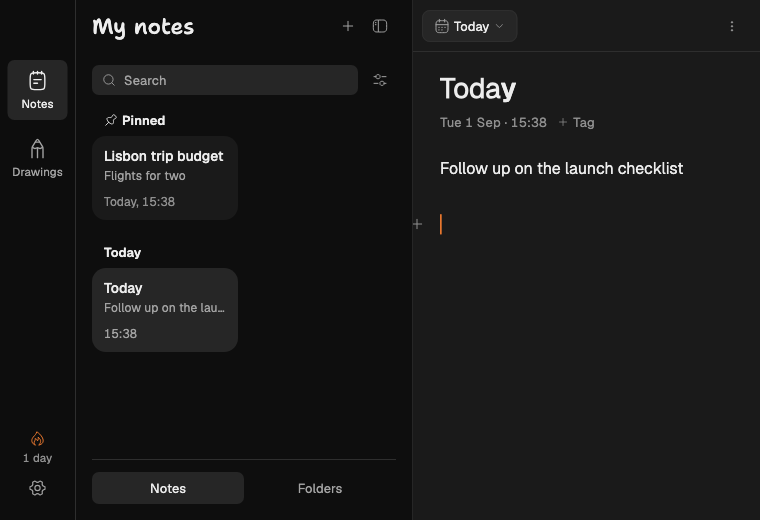 My notes
Notes
Drawings
Search
Pinned
Lisbon trip budget
Flights for two
Today, 15:38
Today
Today
Follow up on the lau…
15:38
1 day
Notes
Folders
Today
Today
Tue 1 Sep · 15:38 + Tag
Follow up on the launch checklist